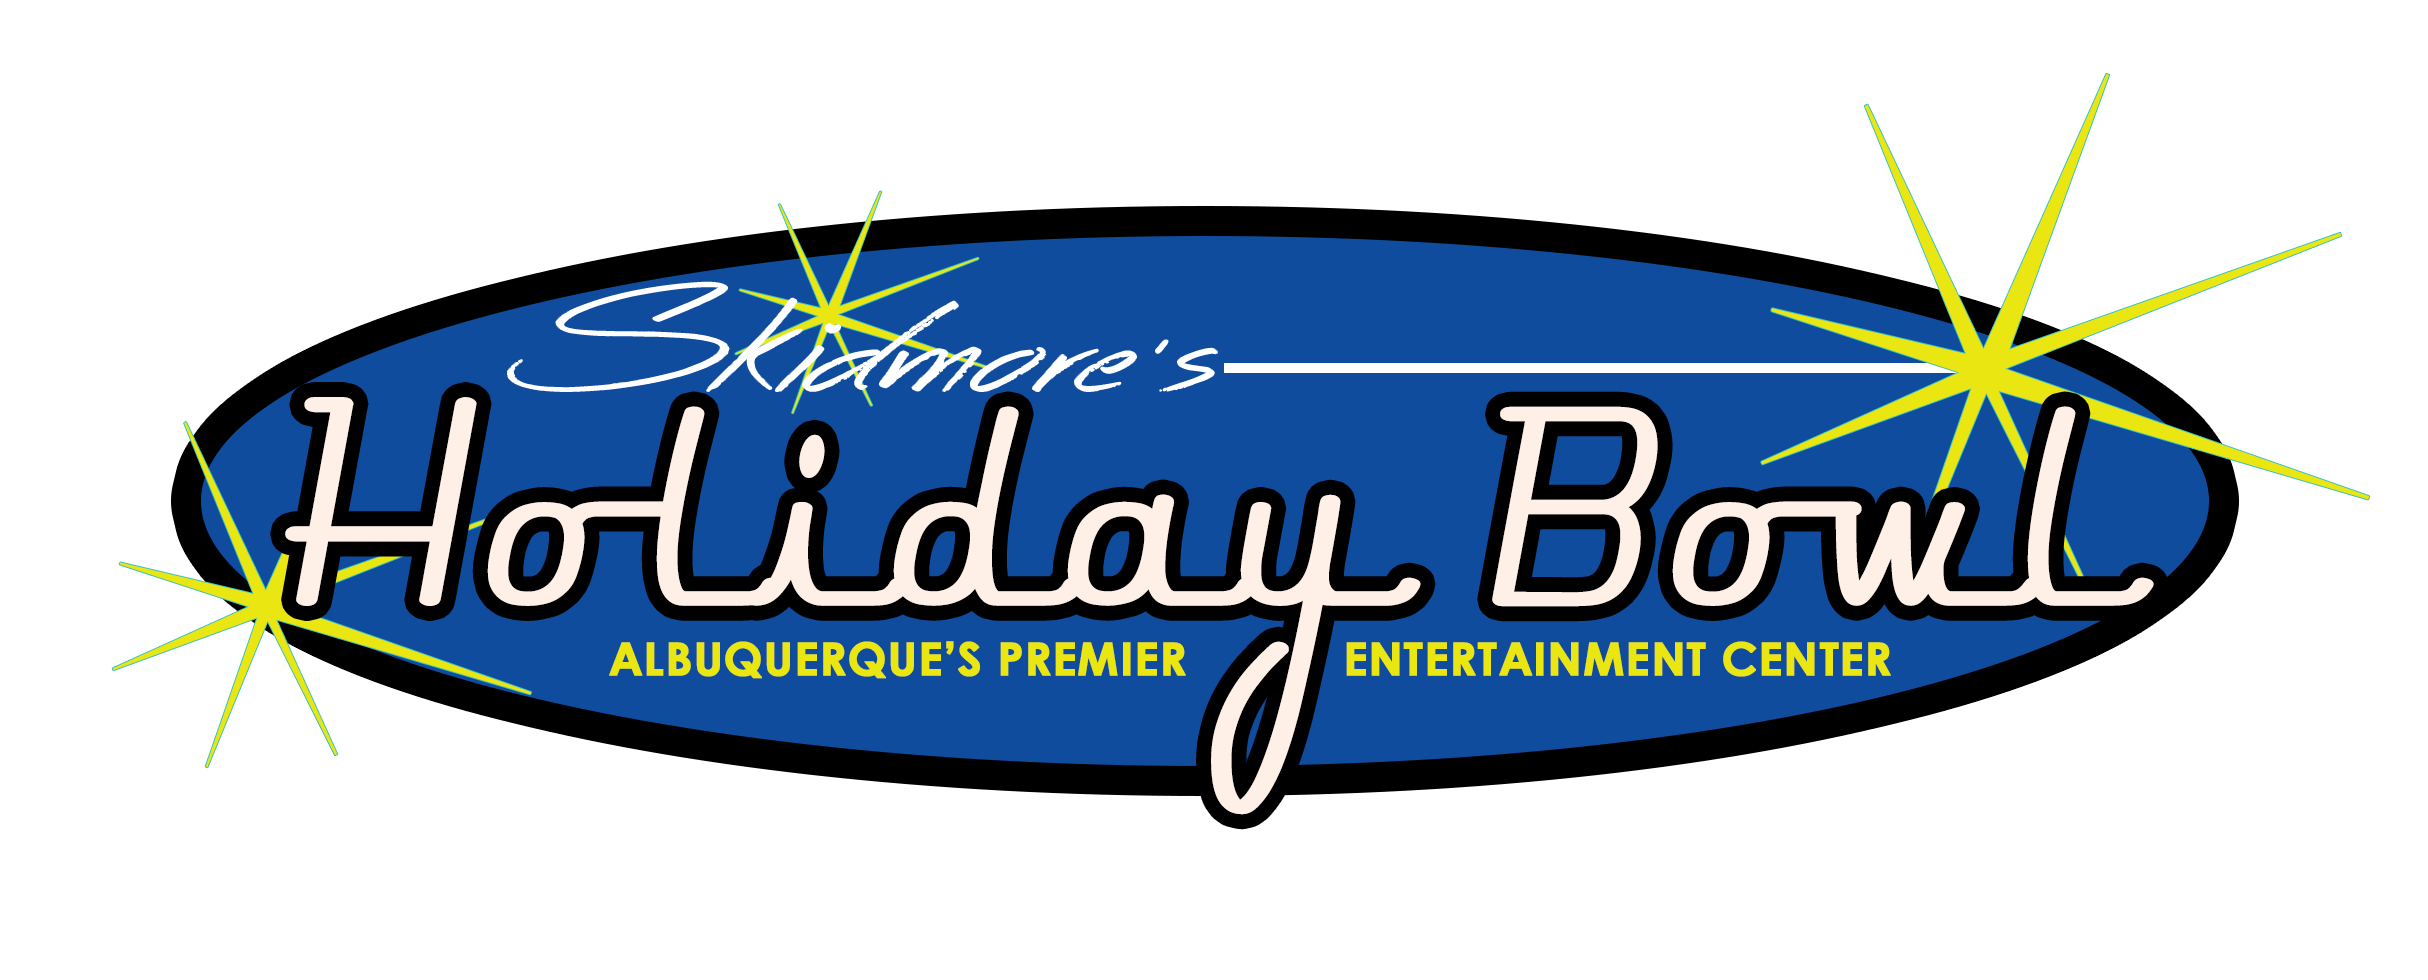 Skidmore's
Holiday Bowl
ALBUQUERQUE'S PREMIER ENTERTAINMENT CENTER